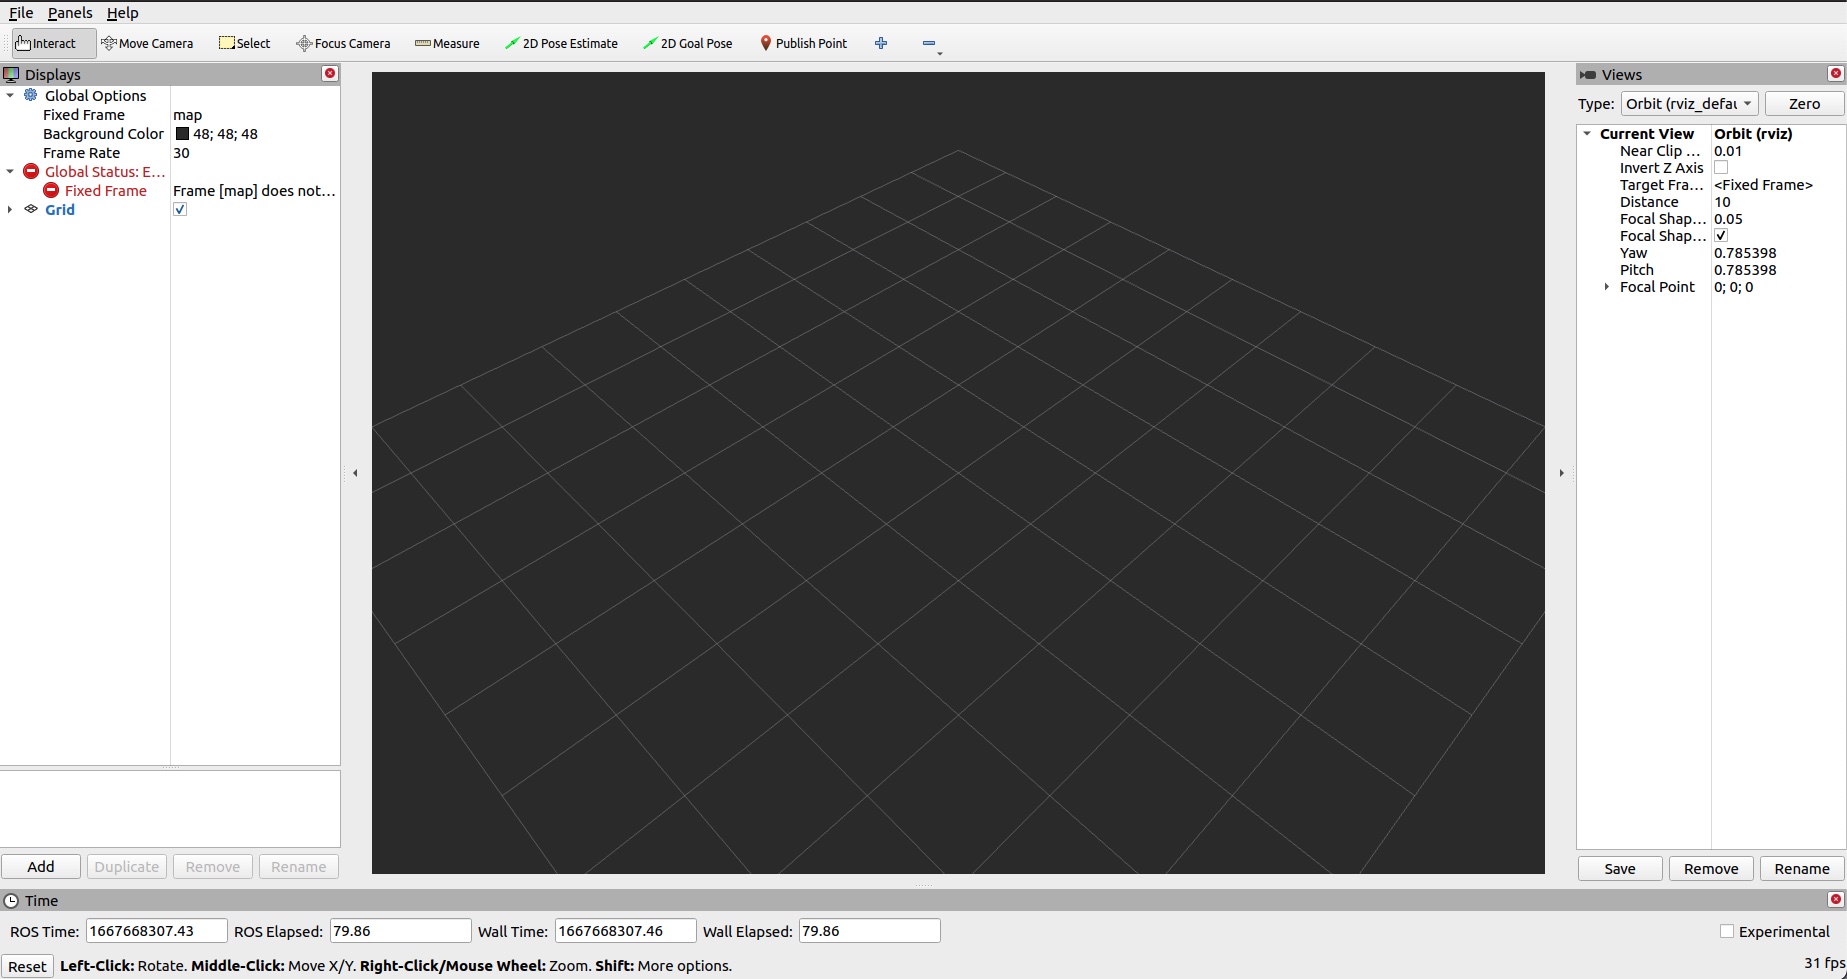 File Panels Help
Interact Move Camera Select Focus Camera Measure 2D Pose Estimate 2D Goal Pose Publish Point
Displays
Global Options
Fixed Frame map
Background Color 48; 48; 48
Frame Rate 30
Global Status: E...
Fixed Frame Frame [map] does not...
Grid
Add Duplicate Remove Rename
Views
Type: Orbit (rviz_defau Zero
Current View Orbit (rviz)
Near Clip ... 0.01
Invert Z Axis
Target Fra... <Fixed Frame>
Distance 10
Focal Shap... 0.05
Focal Shap...
Yaw 0.785398
Pitch 0.785398
Focal Point 0; 0; 0
Save Remove Rename
Time
ROS Time: 1667668307.43 ROS Elapsed: 79.86 Wall Time: 1667668307.46 Wall Elapsed: 79.86 Experimental
Reset Left-Click: Rotate. Middle-Click: Move X/Y. Right-Click/Mouse Wheel: Zoom. Shift: More options. 31 fps